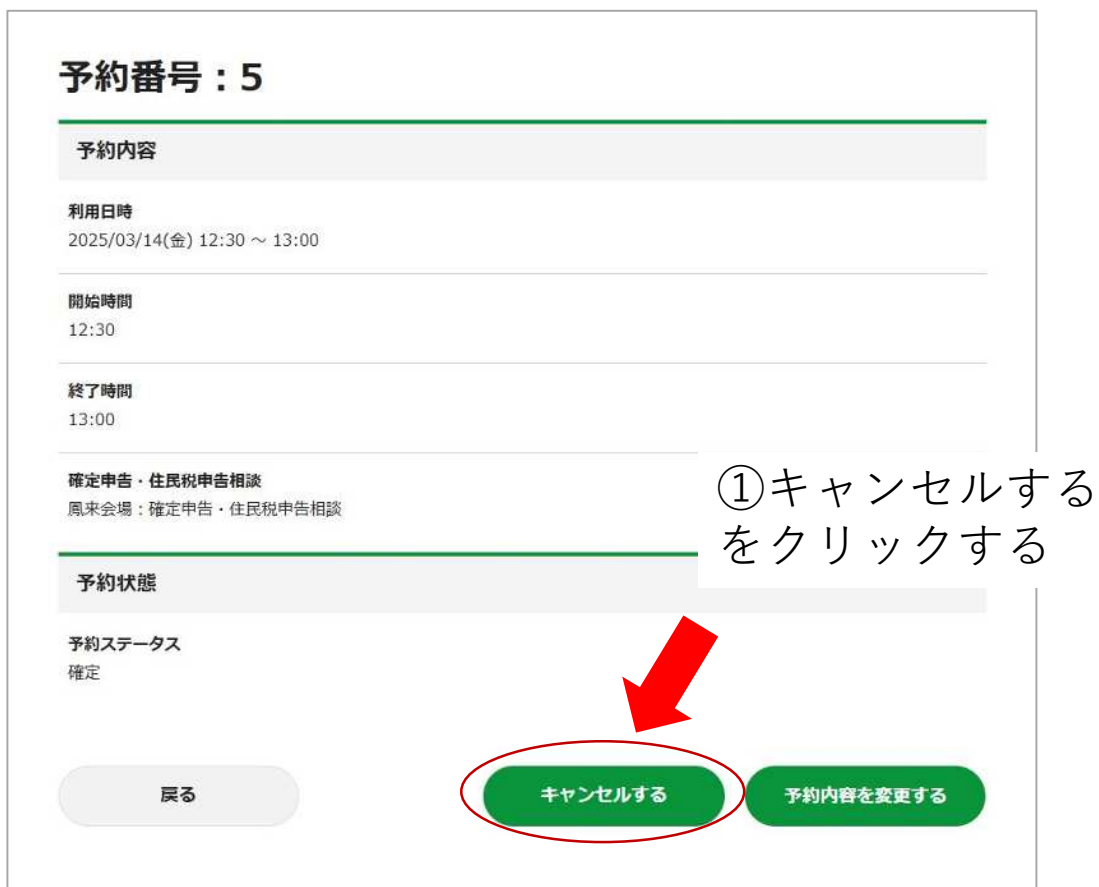 予約番号：5
予約内容
利用日時
2025/03/14(金) 12:30 ～ 13:00
開始時間
12:30
終了時間
13:00
確定申告・住民税申告相談
鳳来会場：確定申告・住民税申告相談
①キャンセルする
をクリックする
予約状態
予約ステータス
確定
戻る
キャンセルする
予約内容を変更する